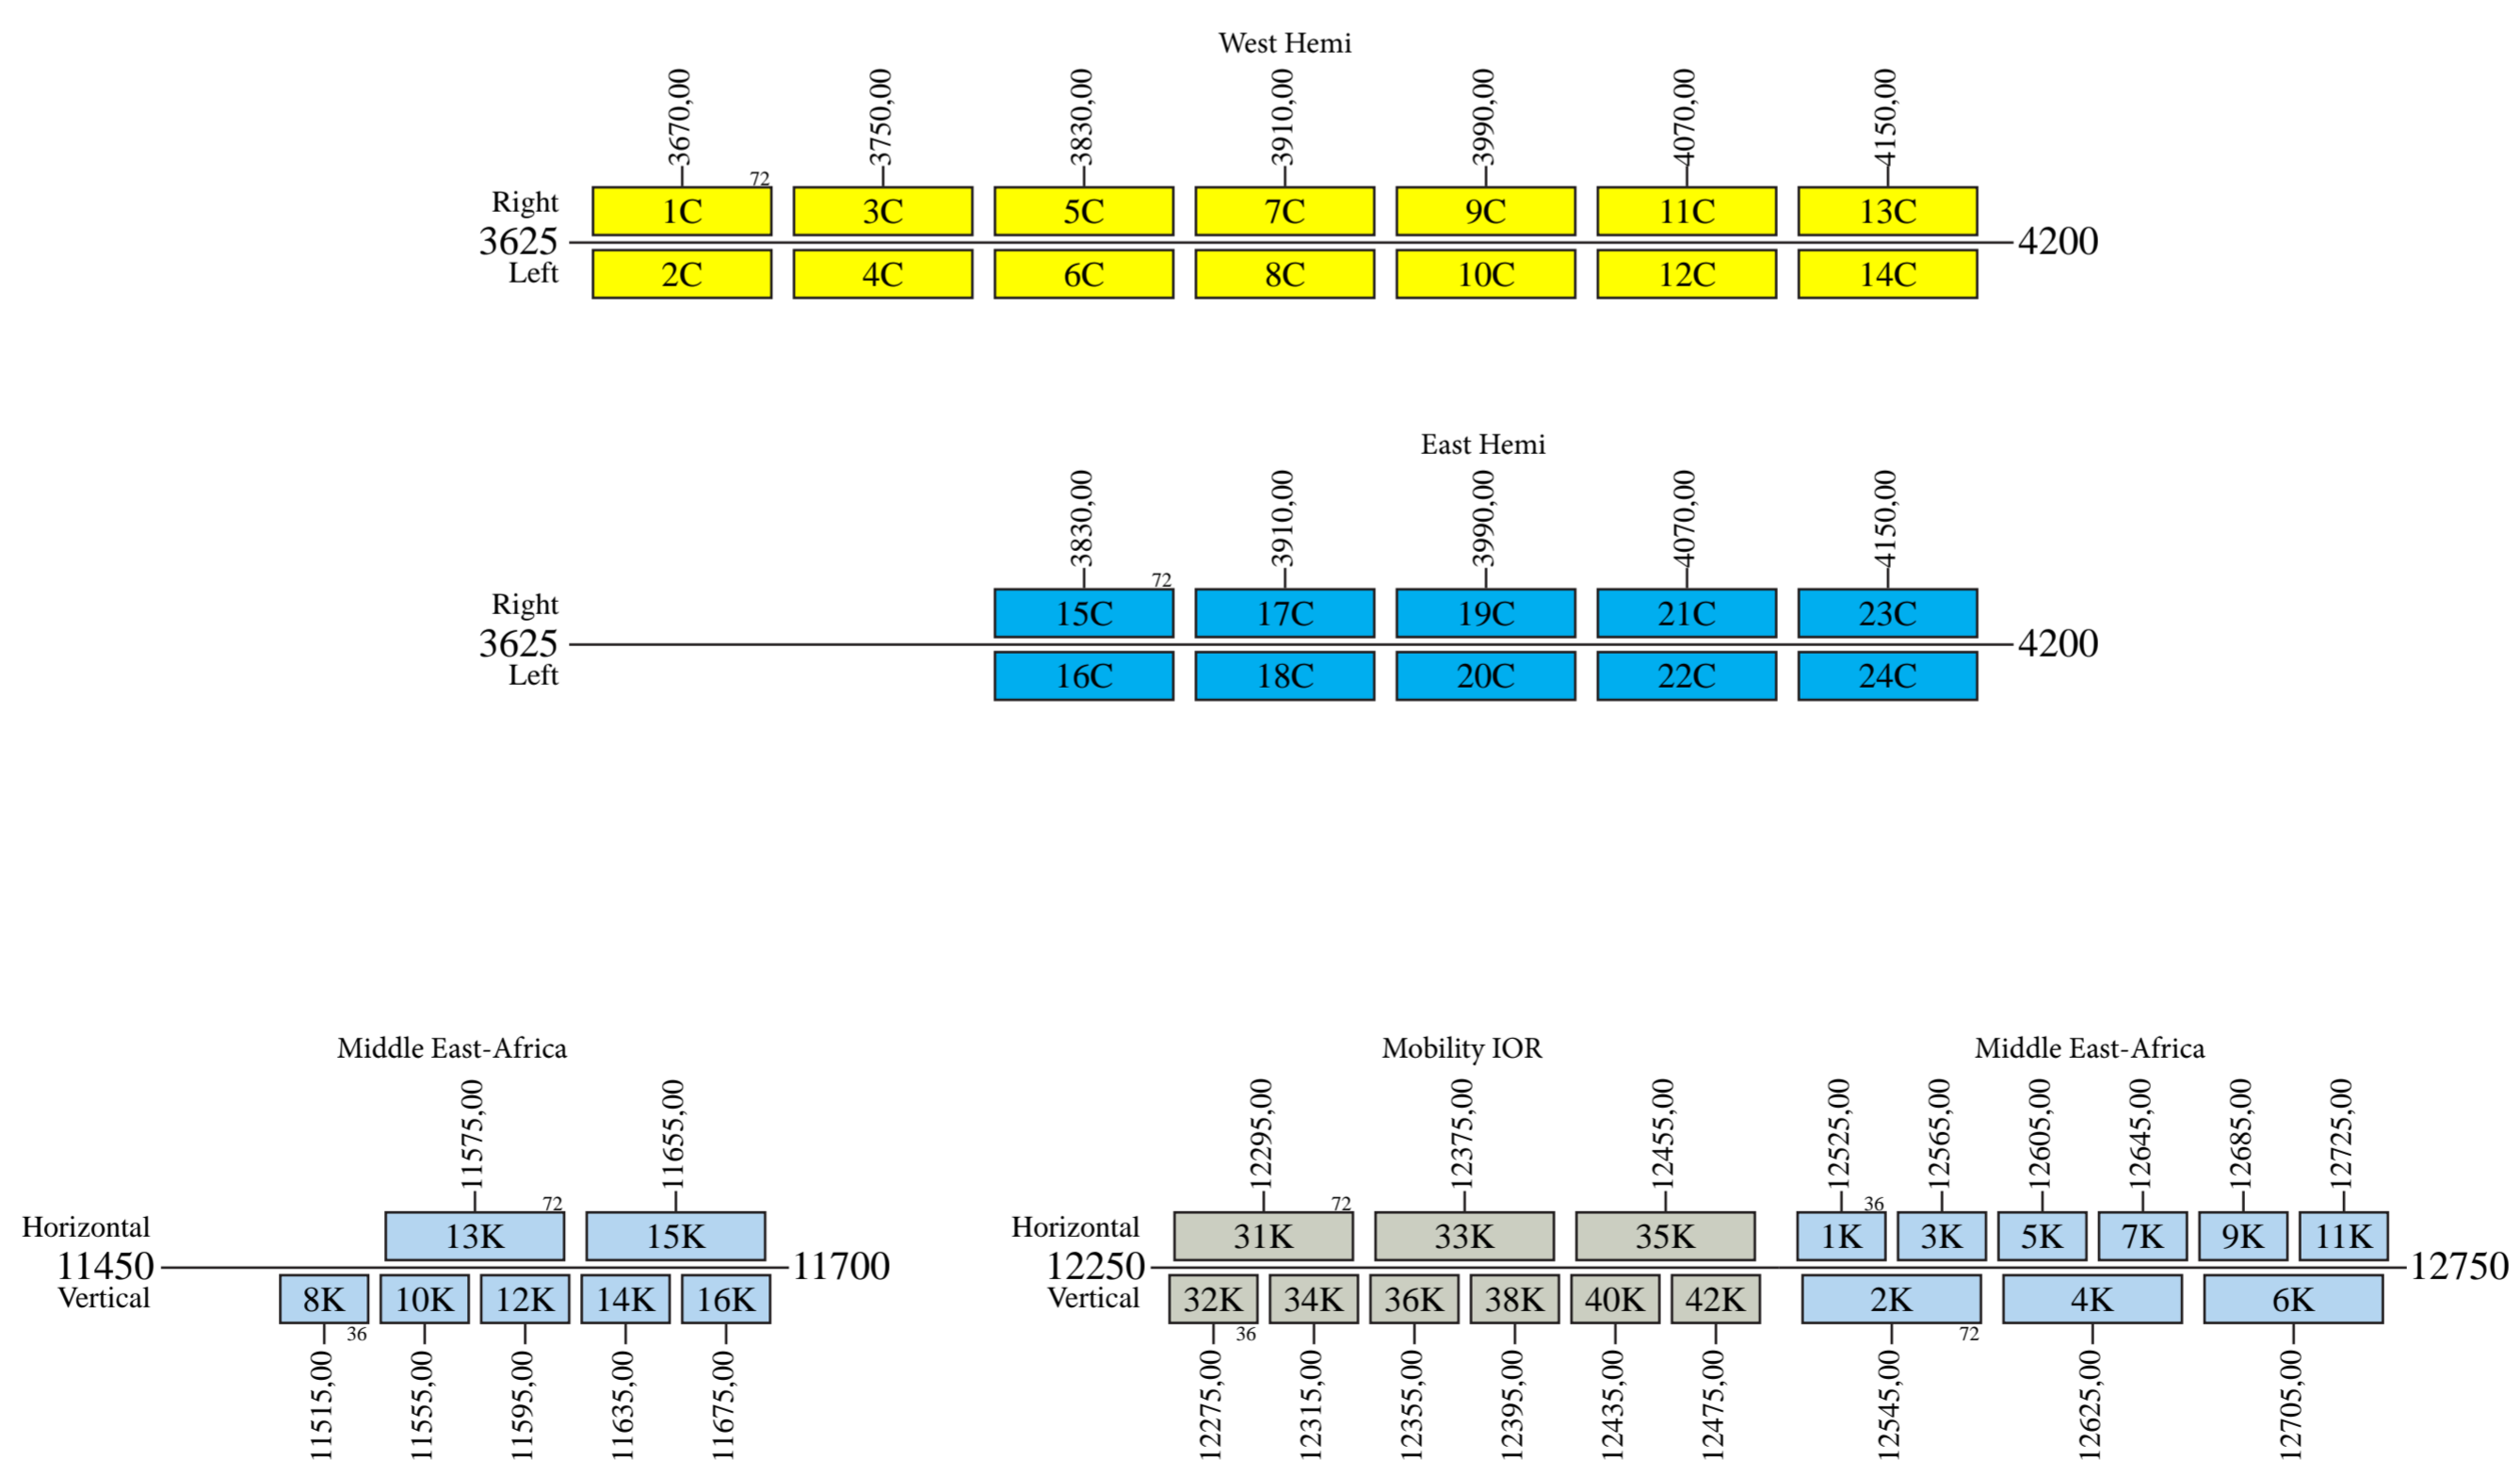 West Hemi
3670,00 3750,00 3830,00 3910,00 3990,00 4070,00 4150,00
72
Right 1C 3C 5C 7C 9C 11C 13C
3625 4200
Left 2C 4C 6C 8C 10C 12C 14C
East Hemi
3830,00 3910,00 3990,00 4070,00 4150,00
72
Right 15C 17C 19C 21C 23C
3625 4200
Left 16C 18C 20C 22C 24C
Middle East-Africa
11575,00 11655,00
72
Horizontal 13K 15K
11450 11700
Vertical 8K 10K 12K 14K 16K
36
11515,00 11555,00 11595,00 11635,00 11675,00
Mobility IOR Middle East-Africa
12295,00 12375,00 12455,00 12525,00 12565,00 12605,00 12645,00 12685,00 12725,00
72 36
Horizontal 31K 33K 35K 1K 3K 5K 7K 9K 11K
12250 12750
Vertical 32K 34K 36K 38K 40K 42K 2K 4K 6K
36 72
12275,00 12315,00 12355,00 12395,00 12435,00 12475,00 12545,00 12625,00 12705,00